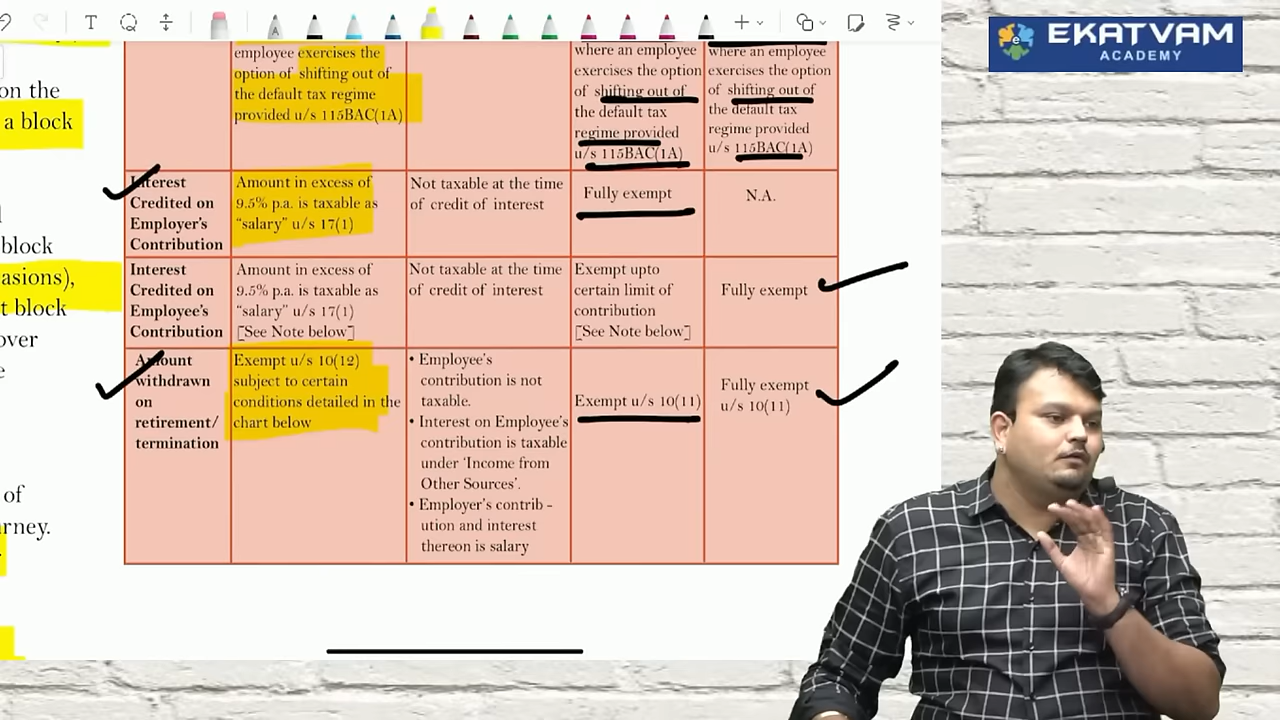 T
EKATVAM
ACADEMY
on the
a block
block
asions),
t block
over
e
of
rney.
employee exercises the
option of shifting out of
the default tax regime
provided u/s 115BAC(1A)
where an employee
exercises the option
of shifting out of
the default tax
regime provided
u/s 115BAC(1A)
where an employee
exercises the option
of shifting out of
the default tax
regime provided
u/s 115BAC(1A)
Interest
Credited on
Employer's
Contribution
Amount in excess of
9.5% p.a. is taxable as
"salary" u/s 17(1)
Not taxable at the time
of credit of interest
Fully exempt
N.A.
Interest
Credited on
Employee's
Contribution
Amount in excess of
9.5% p.a. is taxable as
"salary" u/s 17(1)
[See Note below]
Not taxable at the time
of credit of interest
Exempt upto
certain limit of
contribution
[See Note below]
Fully exempt
Amount
withdrawn
on
retirement/
termination
Exempt u/s 10(12)
subject to certain
conditions detailed in the
chart below
• Employee's
contribution is not
taxable.
• Interest on Employee's
contribution is taxable
under 'Income from
Other Sources'.
• Employer's contrib -
ution and interest
thereon is salary
Exempt u/s 10(11)
Fully exempt
u/s 10(11)